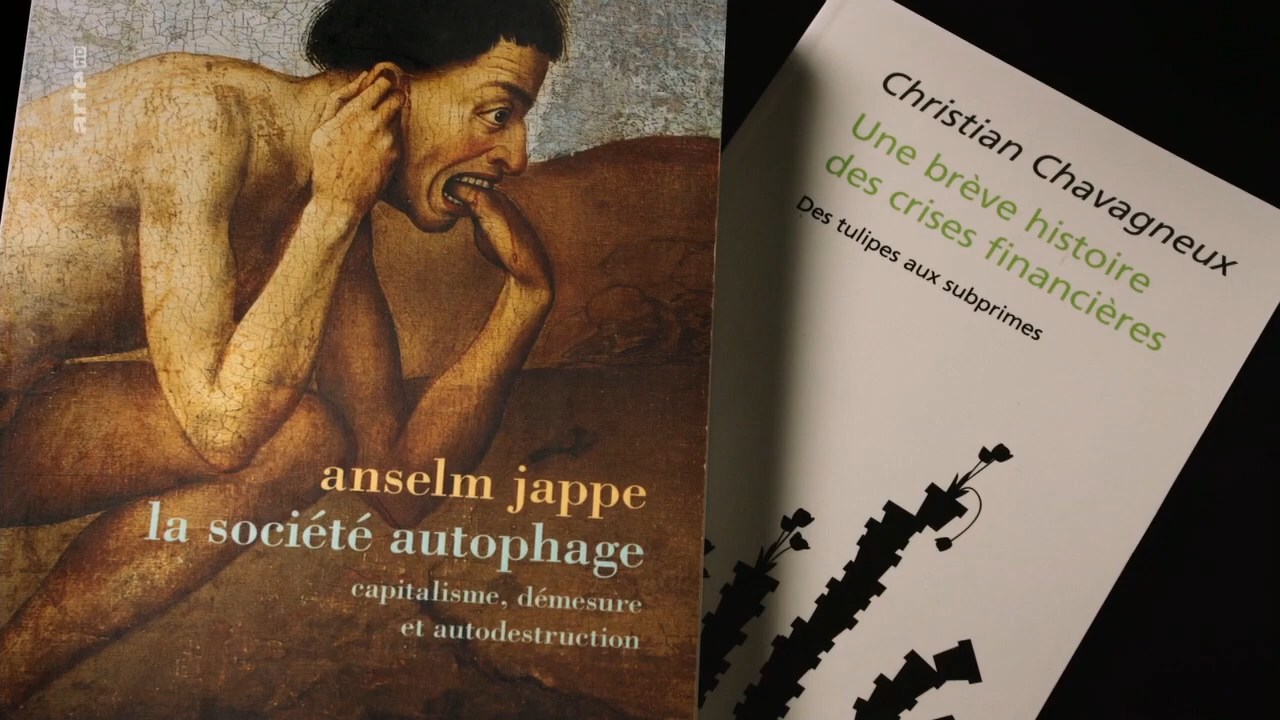 arte HD
anselm jappe
la société autophage
capitalisme, démesure
et autodestruction
Christian Chavagneux
Une brève histoire
des crises financières
Des tulipes aux subprimes